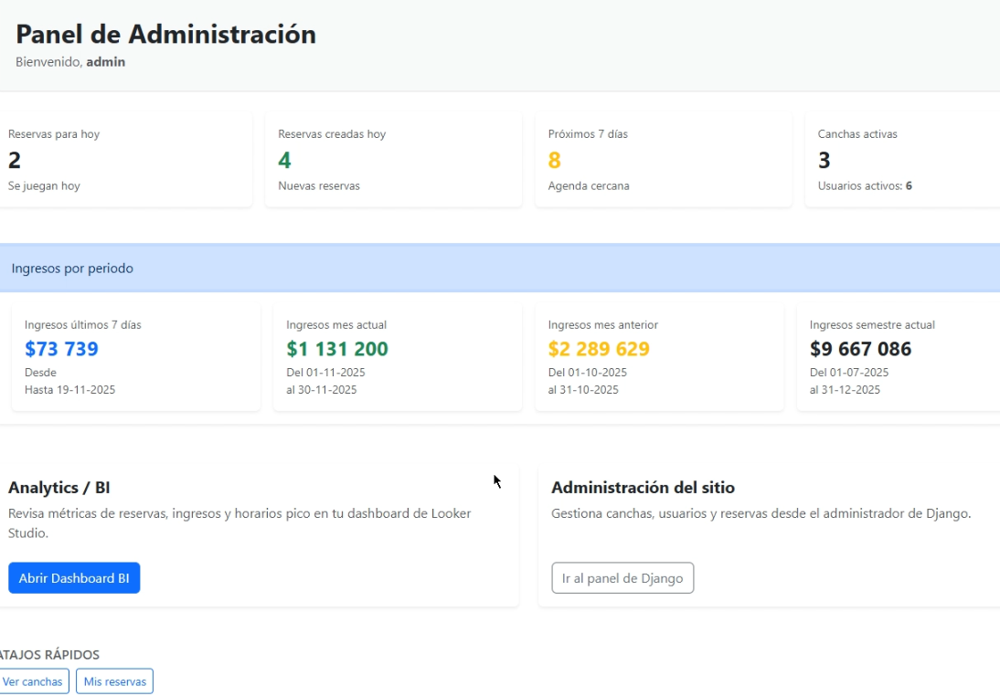 Panel de Administración
Bienvenido, admin
Reservas para hoy
2
Se juegan hoy
Reservas creadas hoy
4
Nuevas reservas
Próximos 7 días
8
Agenda cercana
Canchas activas
3
Usuarios activos: 6
Ingresos por periodo
Ingresos últimos 7 días
$73 739
Desde
Hasta 19-11-2025
Ingresos mes actual
$1 131 200
Del 01-11-2025
al 30-11-2025
Ingresos mes anterior
$2 289 629
Del 01-10-2025
al 31-10-2025
Ingresos semestre actual
$9 667 086
Del 01-07-2025
al 31-12-2025
Analytics / BI
Revisa métricas de reservas, ingresos y horarios pico en tu dashboard de Looker
Studio.
Abrir Dashboard BI
Administración del sitio
Gestiona canchas, usuarios y reservas desde el administrador de Django.
Ir al panel de Django
ATAJOS RÁPIDOS
Ver canchas
Mis reservas